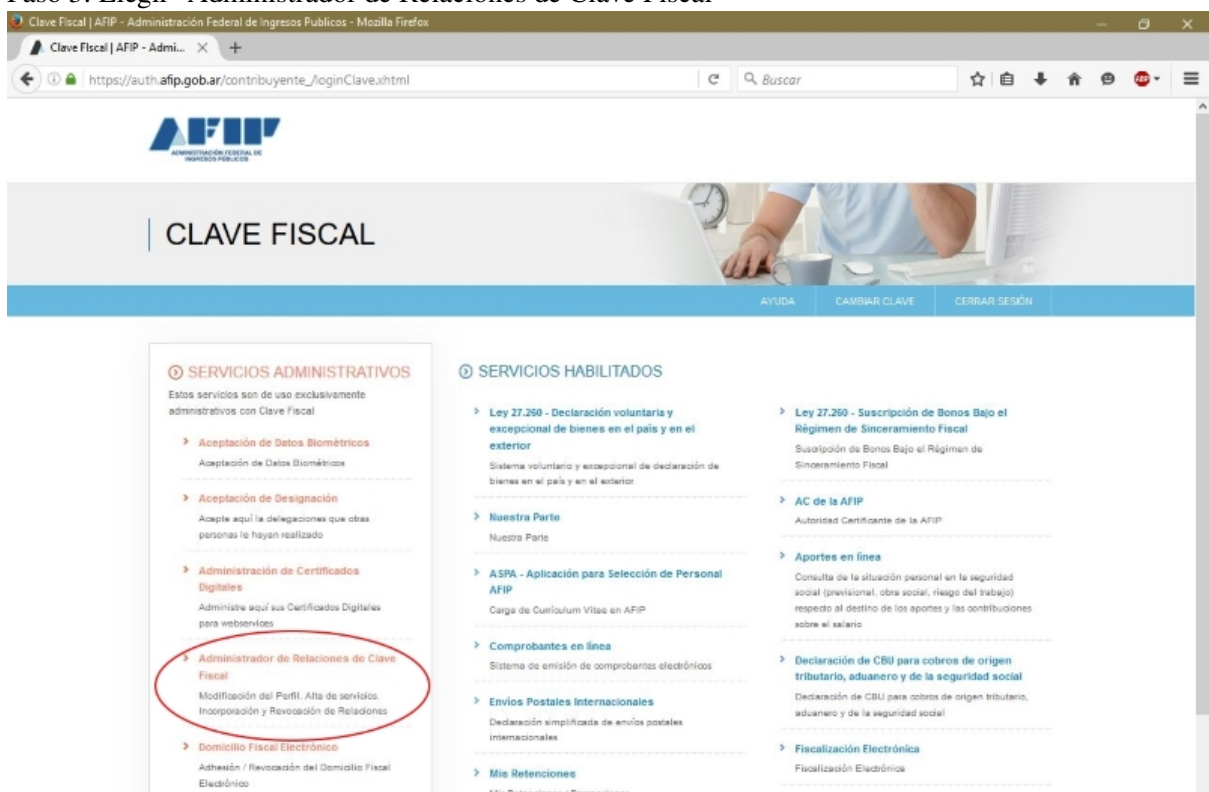 Paso 3: Elegir "Administrador de Relaciones de Clave Fiscal"
Clave Fiscal | AFIP - Administración Federal de Ingresos Publicos - Mozilla Firefox
Clave Fiscal | AFIP - Admi...
https://auth.afip.gob.ar/contribuyente_/loginClave.xhtml
Buscar
ABP
AFIP
ADMINISTRACIÓN FEDERAL DE
INGRESOS PÚBLICOS
CLAVE FISCAL
AYUDA
CAMBIAR CLAVE
CERRAR SESIÓN
SERVICIOS ADMINISTRATIVOS
Estos servicios son de uso exclusivamente
administrativos con Clave Fiscal
Aceptación de Datos Biométricos
Aceptación de Datos Biométricos
Aceptación de Designación
Acepte aquí la delegaciones que otras
personas le hayan realizado
Administración de Certificados
Digitales
Administre aquí sus Certificados Digitales
para webservices
Administrador de Relaciones de Clave
Fiscal
Modificación del Perfil. Alta de servicios.
Incorporación y Revocación de Relaciones
Domicilio Fiscal Electrónico
Adhesión / Revocación del Domicilio Fiscal
Electrónico
SERVICIOS HABILITADOS
Ley 27.260 - Declaración voluntaria y
excepcional de bienes en el país y en el
exterior
Sistema voluntario y excepcional de declaración de
bienes en el país y en el exterior
Nuestra Parte
Nuestra Parte
ASPA - Aplicación para Selección de Personal
AFIP
Carga de Curículum Vitae en AFIP
Comprobantes en línea
Sistema de emisión de comprobantes electrónicos
Envíos Postales Internacionales
Declaración simplificada de envíos postales
internacionales
Mis Retenciones
Ley 27.260 - Suscripción de Bonos Bajo el
Régimen de Sinceramiento Fiscal
Suscripción de Bonos Bajo el Régimen de
Sinceramiento Fiscal
AC de la AFIP
Autoridad Certificante de la AFIP
Aportes en línea
Consulta de la situación personal en la seguridad
social (previsional, obra social, riesgo del trabajo)
respecto al destino de los aportes y las contribuciones
sobre el salario
Declaración de CBU para cobros de origen
tributario, aduanero y de la seguridad social
Declaración de CBU para cobros de origen tributario,
aduanero y de la seguridad social
Fiscalización Electrónica
Fiscalización Electrónica